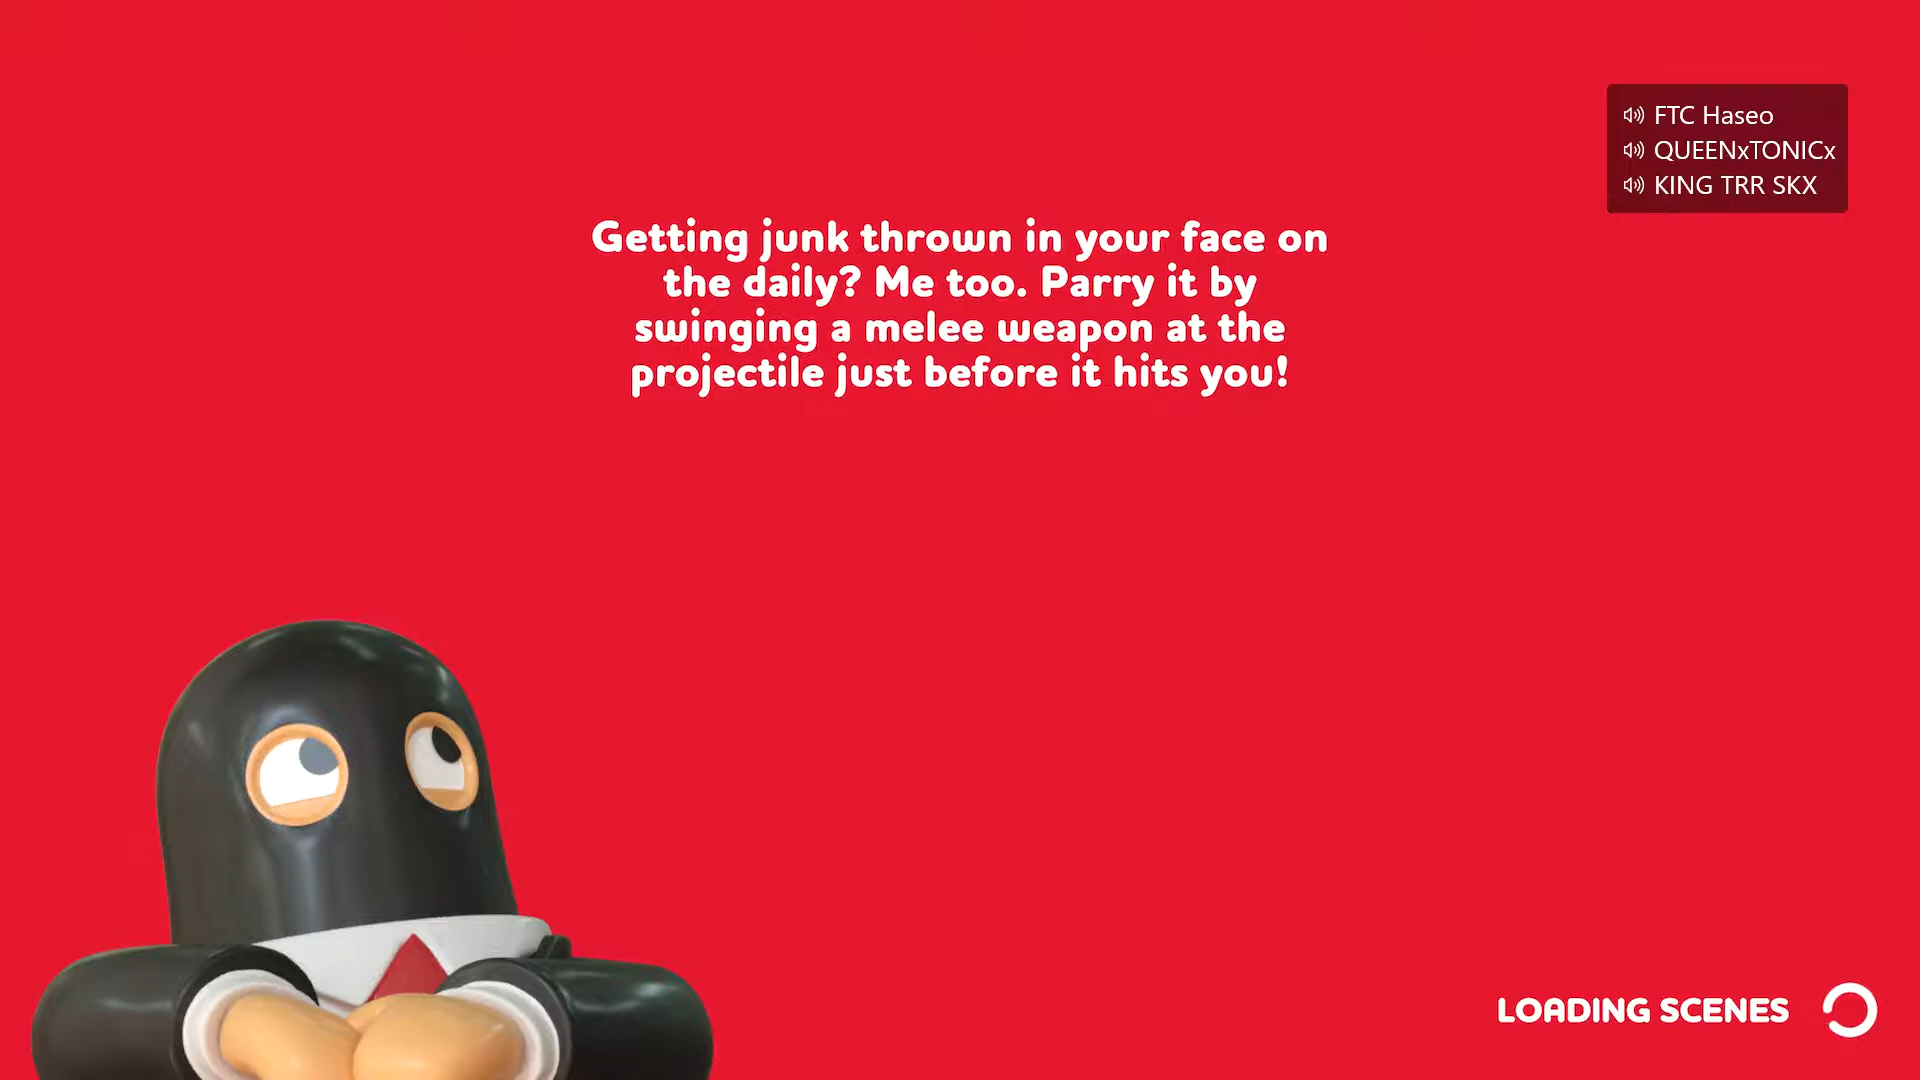 FTC Haseo
QUEENxTONICx
KING TRR SKX
Getting junk thrown in your face on
the daily? Me too. Parry it by
swinging a melee weapon at the
projectile just before it hits you!
LOADING SCENES